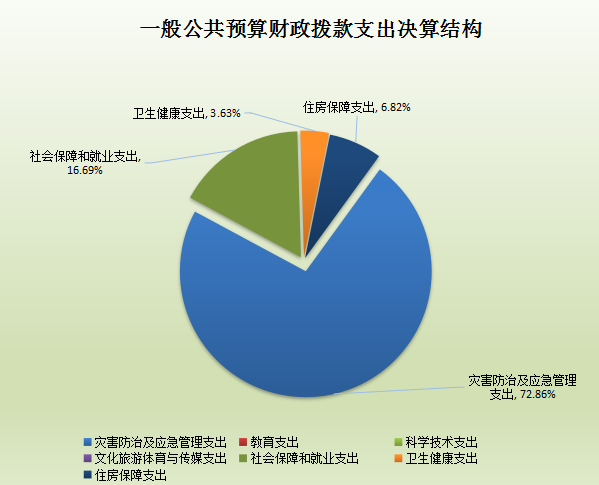 一般公共预算财政拨款支出决算结构
卫生健康支出, 3.63%
住房保障支出, 6.82%
社会保障和就业支出,
16.69%
灾害防治及应急管理
支出, 72.86%
灾害防治及应急管理支出 教育支出 科学技术支出
文化旅游体育与传媒支出 社会保障和就业支出 卫生健康支出
住房保障支出